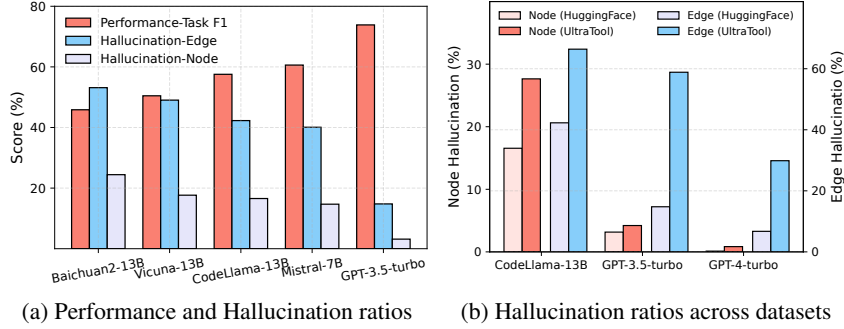 Performance-Task F1
Hallucination-Edge
Hallucination-Node
Score (%)
80
60
40
20
Baichuan2-13B
Vicuna-13B
CodeLlama-13B
Mistral-7B
GPT-3.5-turbo
(a) Performance and Hallucination ratios
Node (HuggingFace)
Node (UltraTool)
Edge (HuggingFace)
Edge (UltraTool)
Node Hallucination (%)
30
20
10
0
Edge Hallucinatio (%)
60
40
20
0
CodeLlama-13B
GPT-3.5-turbo
GPT-4-turbo
(b) Hallucination ratios across datasets